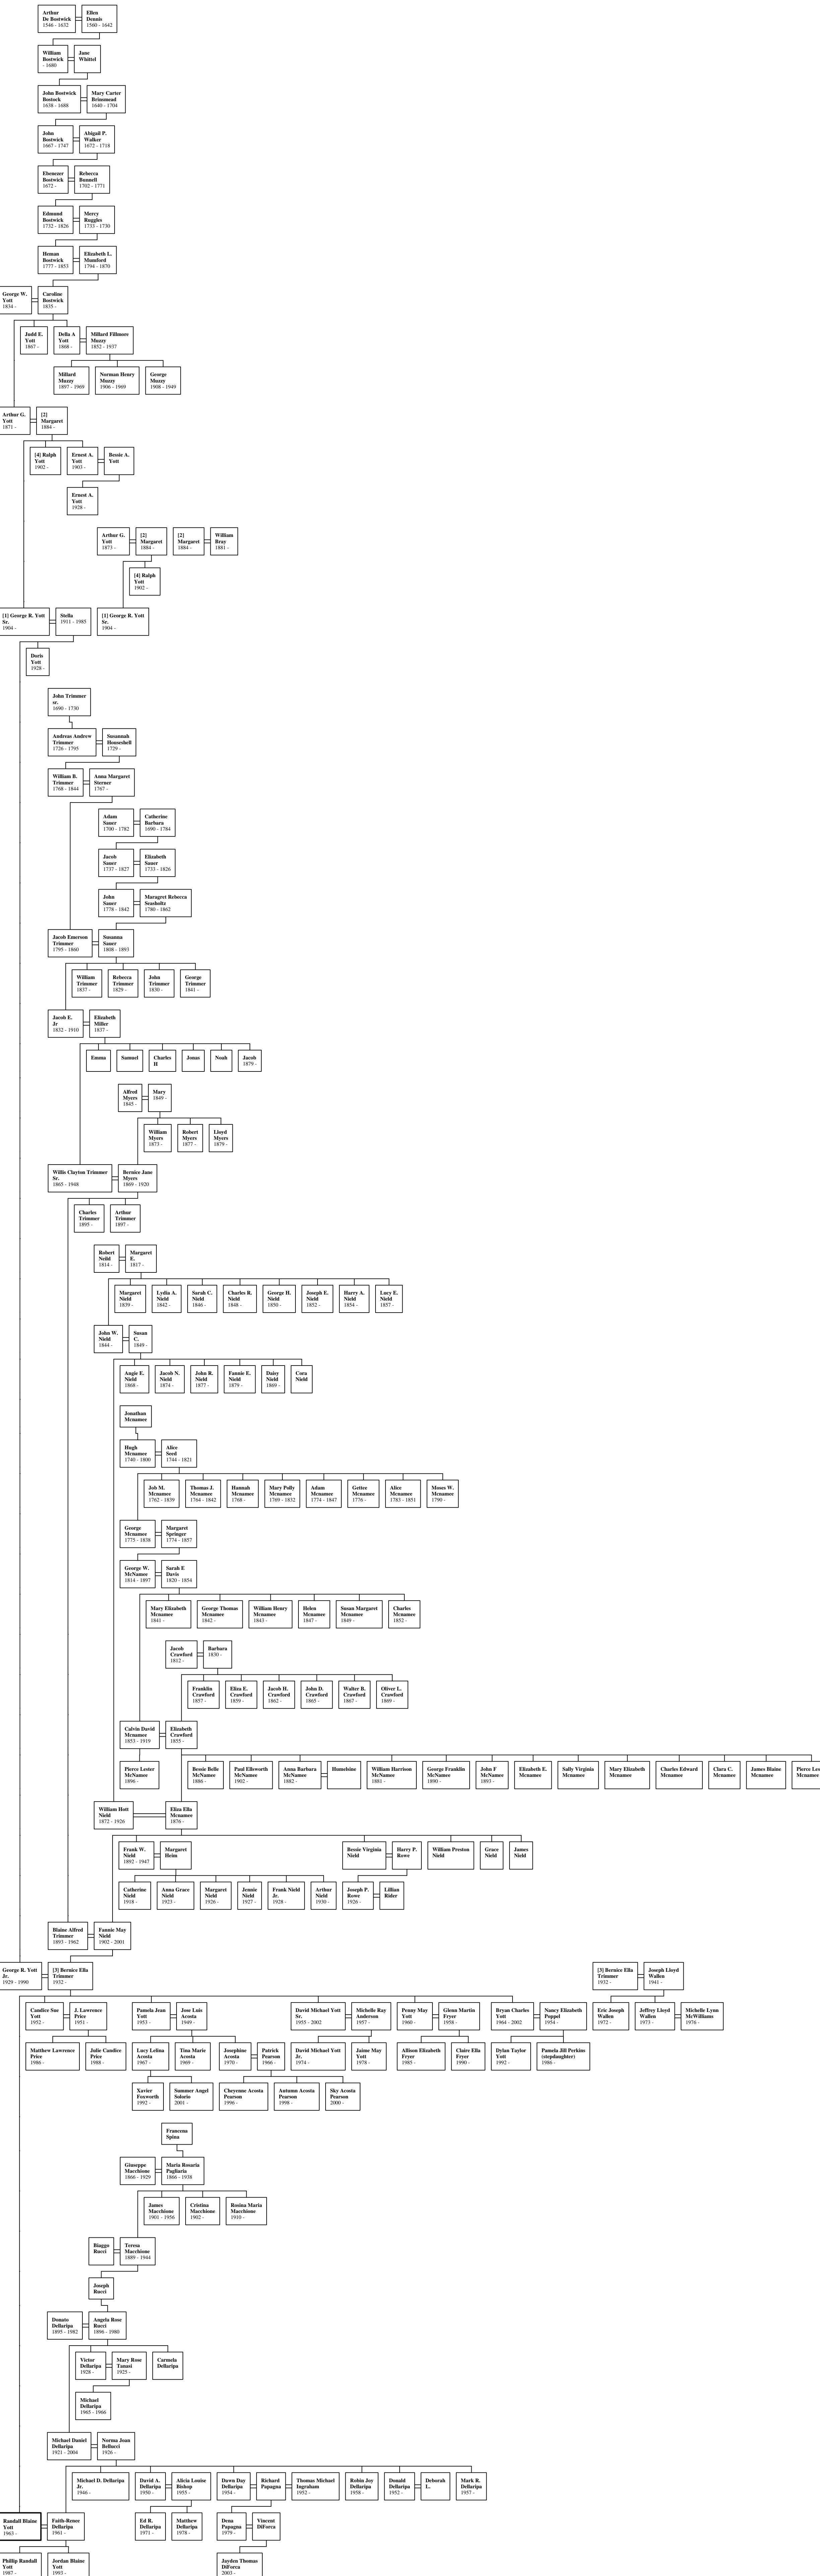 Arthur
De Bostwick
1546 - 1632
Ellen
Dennis
1560 - 1642
William
Bostwick
- 1680
Jane
Whittel
John Bostwick
Bostock
1638 - 1688
Mary Carter
Brinsmead
1640 - 1704
John
Bostwick
1667 - 1747
Abigail P.
Walker
1672 - 1718
Ebenezer
Bostwick
1672 -
Rebecca
Bunnell
1702 - 1771
Edmund
Bostwick
1732 - 1826
Mercy
Ruggles
1733 - 1730
Heman
Bostwick
1777 - 1853
Elizabeth L.
Mumford
1794 - 1870
George W.
Yott
1834 -
Caroline
Bostwick
1835 -
Judd E.
Yott
1867 -
Della A
Yott
1868 -
Millard Fillmore
Muzzy
1852 - 1937
Millard
Muzzy
1897 - 1969
Norman Henry
Muzzy
1906 - 1969
George
Muzzy
1908 - 1949
Arthur G.
Yott
1871 -
[2]
Margaret
1884 -
[4] Ralph
Yott
1902 -
Ernest A.
Yott
1903 -
Bessie A.
Yott
Ernest A.
Yott
1928 -
Arthur G.
Yott
1873 -
[2]
Margaret
1884 -
[2]
Margaret
1884 -
William
Bray
1881 -
[4] Ralph
Yott
1902 -
[1] George R. Yott
Sr.
1904 -
Stella
1911 - 1985
[1] George R. Yott
Sr.
1904 -
Doris
Yott
1928 -
John Trimmer
sr.
1690 - 1730
Andreas Andrew
Trimmer
1726 - 1795
Susannah
Houseshell
1729 -
William B.
Trimmer
1768 - 1844
Anna Margaret
Sterner
1767 -
Adam
Sauer
1700 - 1782
Catherine
Barbara
1690 - 1784
Jacob
Sauer
1737 - 1827
Elizabeth
Sauer
1733 - 1826
John
Sauer
1778 - 1842
Maragret Rebecca
Seasholtz
1780 - 1862
Jacob Emerson
Trimmer
1795 - 1860
Susanna
Sauer
1808 - 1893
William
Trimmer
1837 -
Rebecca
Trimmer
1829 -
John
Trimmer
1830 -
George
Trimmer
1841 -
Jacob E.
Jr
1832 - 1910
Elizabeth
Miller
1837 -
Emma
Samuel
Charles
H
Jonas
Noah
Jacob
1879 -
Alfred
Myers
1845 -
Mary
1849 -
William
Myers
1873 -
Robert
Myers
1877 -
Lloyd
Myers
1879 -
Willis Clayton Trimmer
Sr.
1865 - 1948
Bernice Jane
Myers
1869 - 1920
Charles
Trimmer
1895 -
Arthur
Trimmer
1897 -
Robert
Neild
1814 -
Margaret
E.
1817 -
Margaret
Nield
1839 -
Lydia A.
Nield
1842 -
Sarah C.
Nield
1846 -
Charles R.
Nield
1848 -
George H.
Nield
1850 -
Joseph E.
Nield
1852 -
Harry A.
Nield
1854 -
Lucy E.
Nield
1857 -
John W.
Nield
1844 -
Susan
C.
1849 -
Angie E.
Nield
1868 -
Jacob N.
Nield
1874 -
John R.
Nield
1877 -
Fannie E.
Nield
1879 -
Daisy
Nield
1869 -
Cora
Nield
Jonathan
Mcnamee
Hugh
Mcnamee
1740 - 1800
Alice
Seed
1744 - 1821
Job M.
Mcnamee
1762 - 1839
Thomas J.
Mcnamee
1764 - 1842
Hannah
Mcnamee
1768 -
Mary Polly
Mcnamee
1769 - 1832
Adam
Mcnamee
1774 - 1847
Gettee
Mcnamee
1776 -
Alice
Mcnamee
1783 - 1851
Moses W.
Mcnamee
1790 -
George
Mcnamee
1775 - 1838
Margaret
Springer
1774 - 1857
George W.
McNamee
1814 - 1897
Sarah E
Davis
1820 - 1854
Mary Elizabeth
Mcnamee
1841 -
George Thomas
Mcnamee
1842 -
William Henry
Mcnamee
1843 -
Helen
Mcnamee
1847 -
Susan Margaret
Mcnamee
1849 -
Charles
Mcnamee
1852 -
Jacob
Crawford
1812 -
Barbara
1830 -
Franklin
Crawford
1857 -
Eliza E.
Crawford
1859 -
Jacob H.
Crawford
1862 -
John D.
Crawford
1865 -
Walter B.
Crawford
1867 -
Oliver L.
Crawford
1869 -
Calvin David
Mcnamee
1853 - 1919
Elizabeth
Crawford
1855 -
Pierce Lester
McNamee
1896 -
Bessie Belle
McNamee
1886 -
Paul Ellsworth
McNamee
1902 -
Anna Barbara
McNamee
1882 -
Humelsine
William Harrison
McNamee
1881 -
George Franklin
McNamee
1890 -
John F
McNamee
1893 -
Elizabeth E.
Mcnamee
Sally Virginia
Mcnamee
Mary Elizabeth
Mcnamee
Charles Edward
Mcnamee
Clara C.
Mcnamee
James Blaine
Mcnamee
Pierce Les
Mcnamee
William Hott
Nield
1872 - 1926
Eliza Ella
Mcnamee
1876 -
Frank W.
Nield
1892 - 1947
Margaret
Heim
Bessie Virginia
Nield
Harry P.
Rowe
William Preston
Nield
Grace
Nield
James
Nield
Catherine
Nield
1918 -
Anna Grace
Nield
1923 -
Margaret
Nield
1926 -
Jennie
Nield
1927 -
Frank Nield
Jr.
1928 -
Arthur
Nield
1930 -
Joseph P.
Rowe
1926 -
Lillian
Rider
Blaine Alfred
Trimmer
1893 - 1962
Fannie May
Nield
1902 - 2001
George R. Yott
Jr.
1929 - 1990
[3] Bernice Ella
Trimmer
1932 -
[3] Bernice Ella
Trimmer
1932 -
Joseph Lloyd
Wallen
1941 -
Candice Sue
Yott
1952 -
J. Lawrence
Price
1951 -
Pamela Jean
Yott
1953 -
Jose Luis
Acosta
1949 -
David Michael Yott
Sr.
1955 - 2002
Michelle Ray
Anderson
1957 -
Penny May
Yott
1960 -
Glenn Martin
Fryer
1958 -
Bryan Charles
Yott
1964 - 2002
Nancy Elizabeth
Poppel
1954 -
Eric Joseph
Wallen
1972 -
Jeffrey Lloyd
Wallen
1973 -
Michelle Lynn
McWilliams
1976 -
Matthew Lawrence
Price
1986 -
Julie Candice
Price
1988 -
Lucy Lelina
Acosta
1967 -
Tina Marie
Acosta
1969 -
Josephine
Acosta
1970 -
Patrick
Pearson
1966 -
David Michael Yott
Jr.
1974 -
Jaime May
Yott
1978 -
Allison Elizabeth
Fryer
1985 -
Claire Ella
Fryer
1990 -
Dylan Taylor
Yott
1992 -
Pamela Jill Perkins
(stepdaughter)
1986 -
Xavier
Foxworth
1992 -
Summer Angel
Solorio
2001 -
Cheyenne Acosta
Pearson
1996 -
Autumn Acosta
Pearson
1998 -
Sky Acosta
Pearson
2000 -
Francena
Spina
Giuseppe
Macchione
1866 - 1929
Maria Rosaria
Pagliaria
1866 - 1938
James
Macchione
1901 - 1956
Cristina
Macchione
1902 -
Rosina Maria
Macchione
1910 -
Biaggo
Rucci
Teresa
Macchione
1889 - 1944
Joseph
Rucci
Donato
Dellaripa
1895 - 1982
Angela Rose
Rucci
1896 - 1980
Victor
Dellaripa
1928 -
Mary Rose
Tanasi
1925 -
Carmela
Dellaripa
Michael
Dellaripa
1965 - 1966
Michael Daniel
Dellaripa
1921 - 2004
Norma Jean
Bellucci
1926 -
Michael D. Dellaripa
Jr.
1946 -
David A.
Dellaripa
1950 -
Alicia Louise
Bishop
1955 -
Dawn Day
Dellaripa
1954 -
Richard
Papagna
Thomas Michael
Ingraham
1952 -
Robin Joy
Dellaripa
1958 -
Donald
Dellaripa
1952 -
Deborah
L.
Mark R.
Dellaripa
1957 -
Randall Blaine
Yott
1963 -
Faith-Renee
Dellaripa
1961 -
Ed R.
Dellaripa
1971 -
Matthew
Dellaripa
1978 -
Dena
Papagna
1979 -
Vincent
DiForca
Phillip Randall
Yott
1987 -
Jordan Blaine
Yott
1993 -
Jayden Thomas
DiForca
2003 -